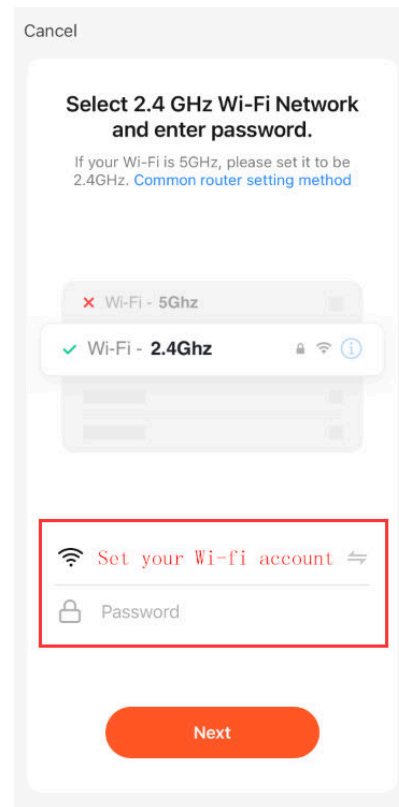 Cancel
Select 2.4 GHz Wi-Fi Network
and enter password.
If your Wi-Fi is 5GHz, please set it to be
2.4GHz. Common router setting method
Wi-Fi - 5Ghz
Wi-Fi - 2.4Ghz
Set your Wi-fi account
Password
Next